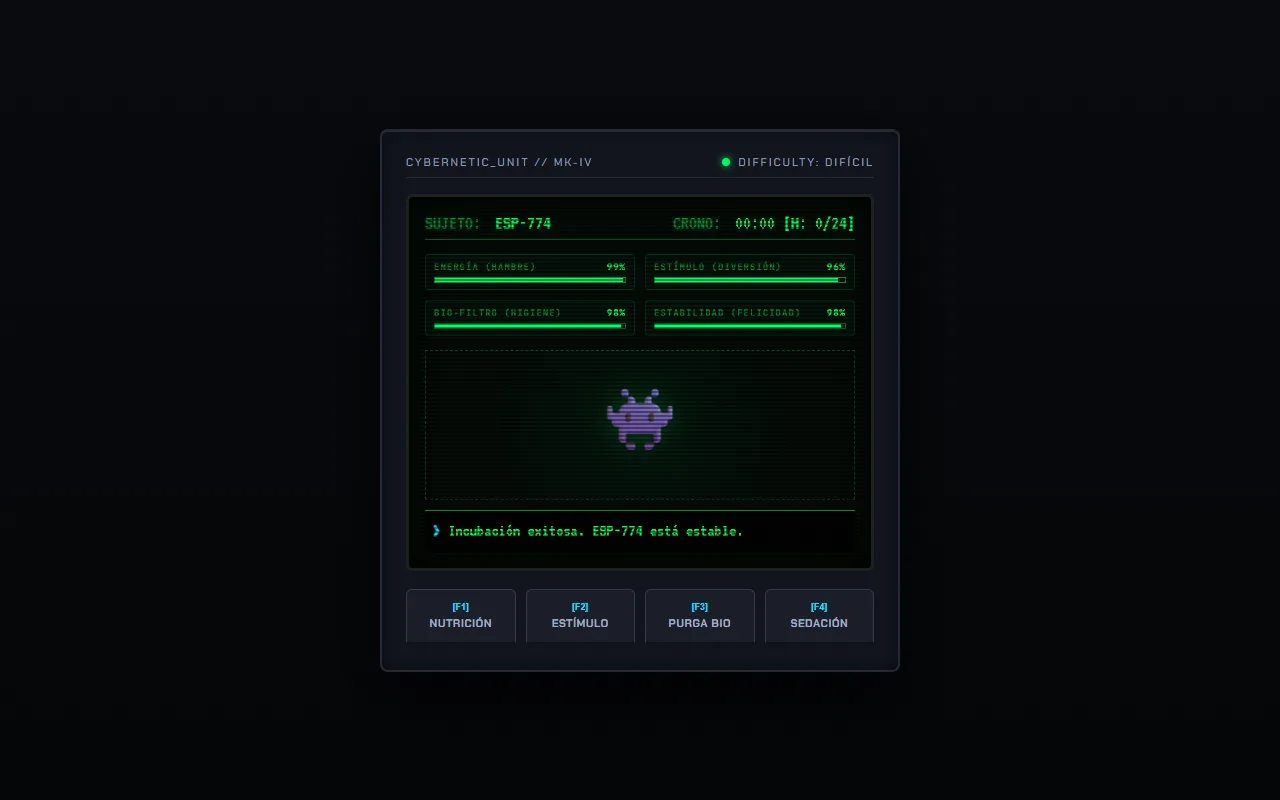 CYBERNETIC_UNIT // MK-IV
DIFFICULTY: DIFÍCIL
SUJETO: ESP-774
CRONO: 00:00 [H: 0/24]
ENERGÍA (HAMBRE) 99%
ESTÍMULO (DIVERSIÓN) 96%
BIO-FILTRO (HIGIENE) 98%
ESTABILIDAD (FELICIDAD) 98%
❯ Incubación exitosa. ESP-774 está estable.
[F1]
NUTRICIÓN
[F2]
ESTÍMULO
[F3]
PURGA BIO
[F4]
SEDACIÓN